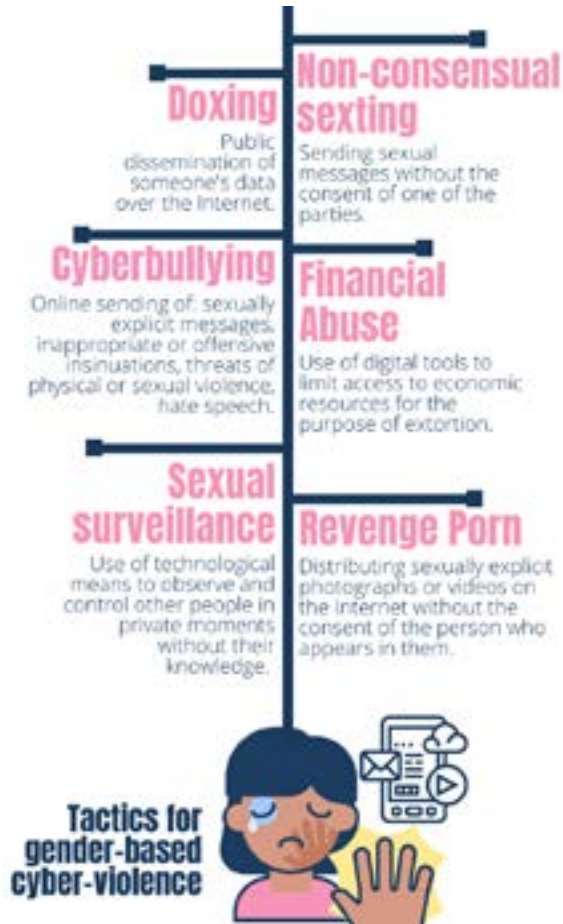 Non-consensual
sexting
Sending sexual
messages without the
consent of one of the
parties.
Doxing
Public
dissemination of
someone's data
over the Internet.
Cyberbullying
Online sending of: sexually
explicit messages,
inappropriate or offensive
insinuations, threats of
physical or sexual violence,
hate speech.
Financial
Abuse
Use of digital tools to
limit access to economic
resources for the
purpose of extortion.
Sexual
surveillance
Use of technological
means to observe and
control other people in
private moments
without their
knowledge.
Revenge Porn
Distributing sexually explicit
photographs or videos on
the Internet without the
consent of the person who
appears in them.
Tactics for
gender-based
cyber-violence